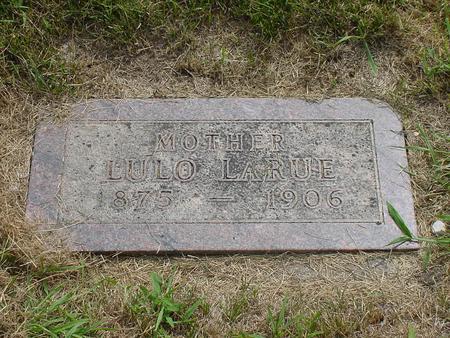 MOTHER
LULO LARUE
1875 — 1906